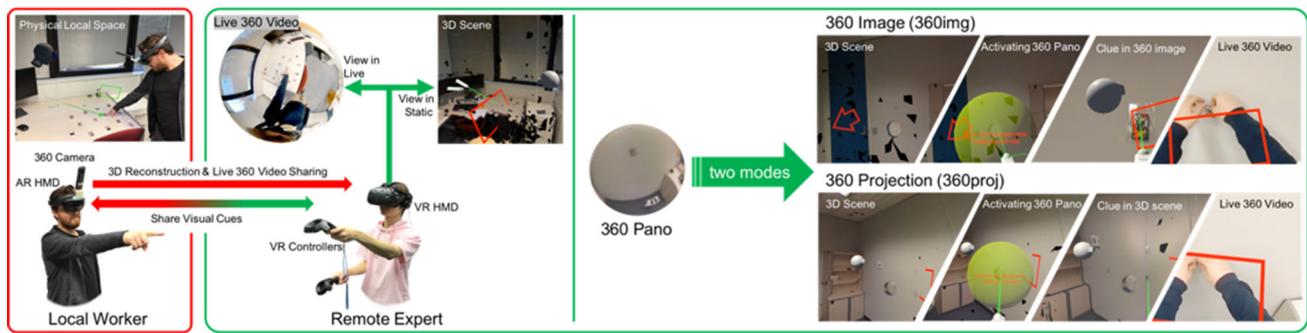 Physical Local Space
360 Camera
AR HMD
Local Worker
Live 360 Video
View in
Live
3D Scene
View in
Static
3D Reconstruction & Live 360 Video Sharing
Share Visual Cues
VR HMD
VR Controllers
Remote Expert
360 Pano
two modes
360 Image (360img)
3D Scene
Activating 360 Pano
Clue in 360 image
Live 360 Video
360 Projection (360proj)
3D Scene
Activating 360 Pano
Clue in 3D scene
Live 360 Video